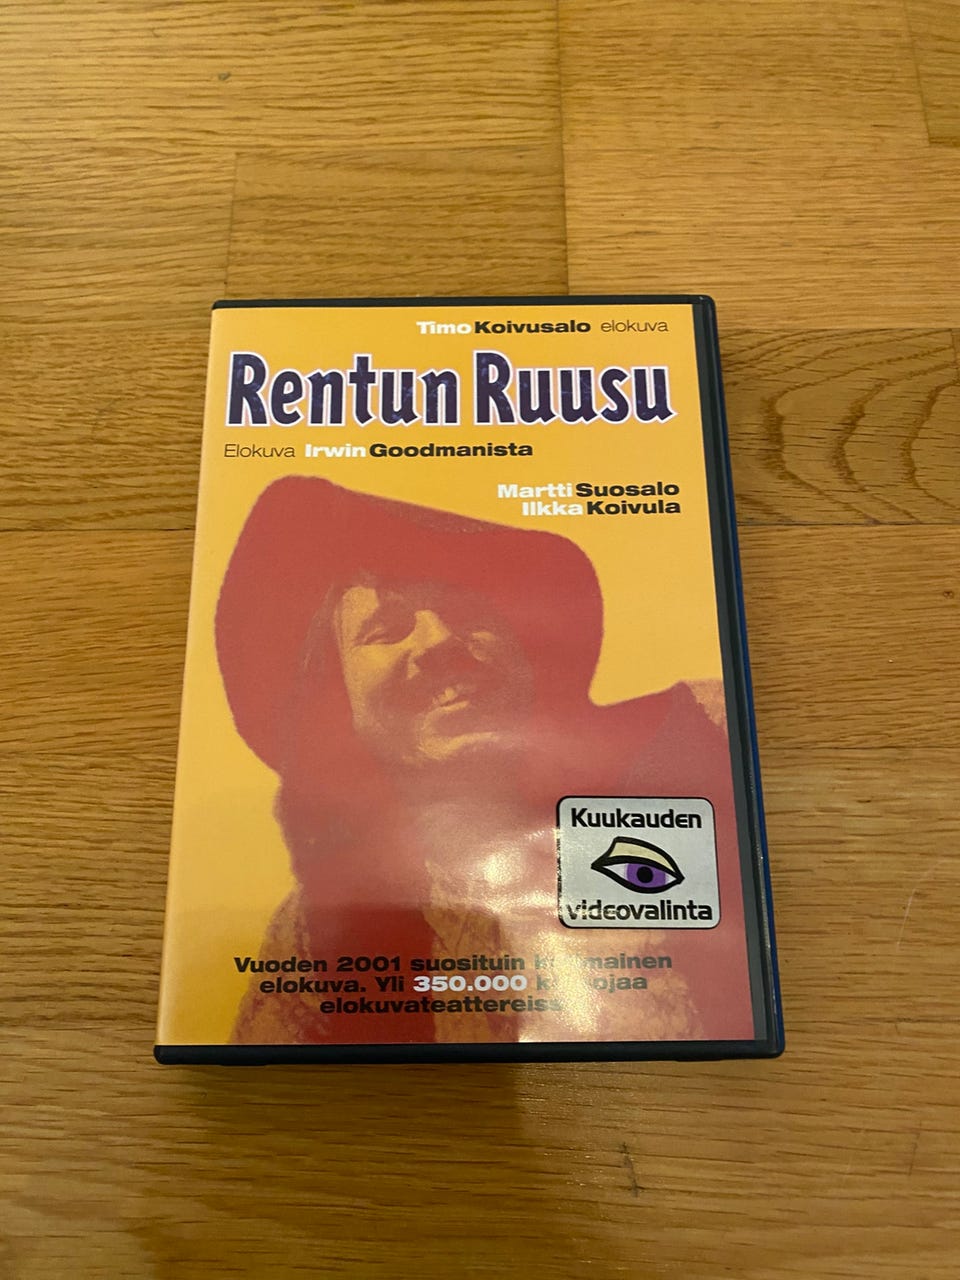 Timo Koivusalo elokuva
Rentun Ruusu
Elokuva Irwin Goodmanista
Martti Suosalo
Ilkka Koivula
Kuukauden
videovalinta
Vuoden 2001 suosituin
elokuva. Yli 350.000